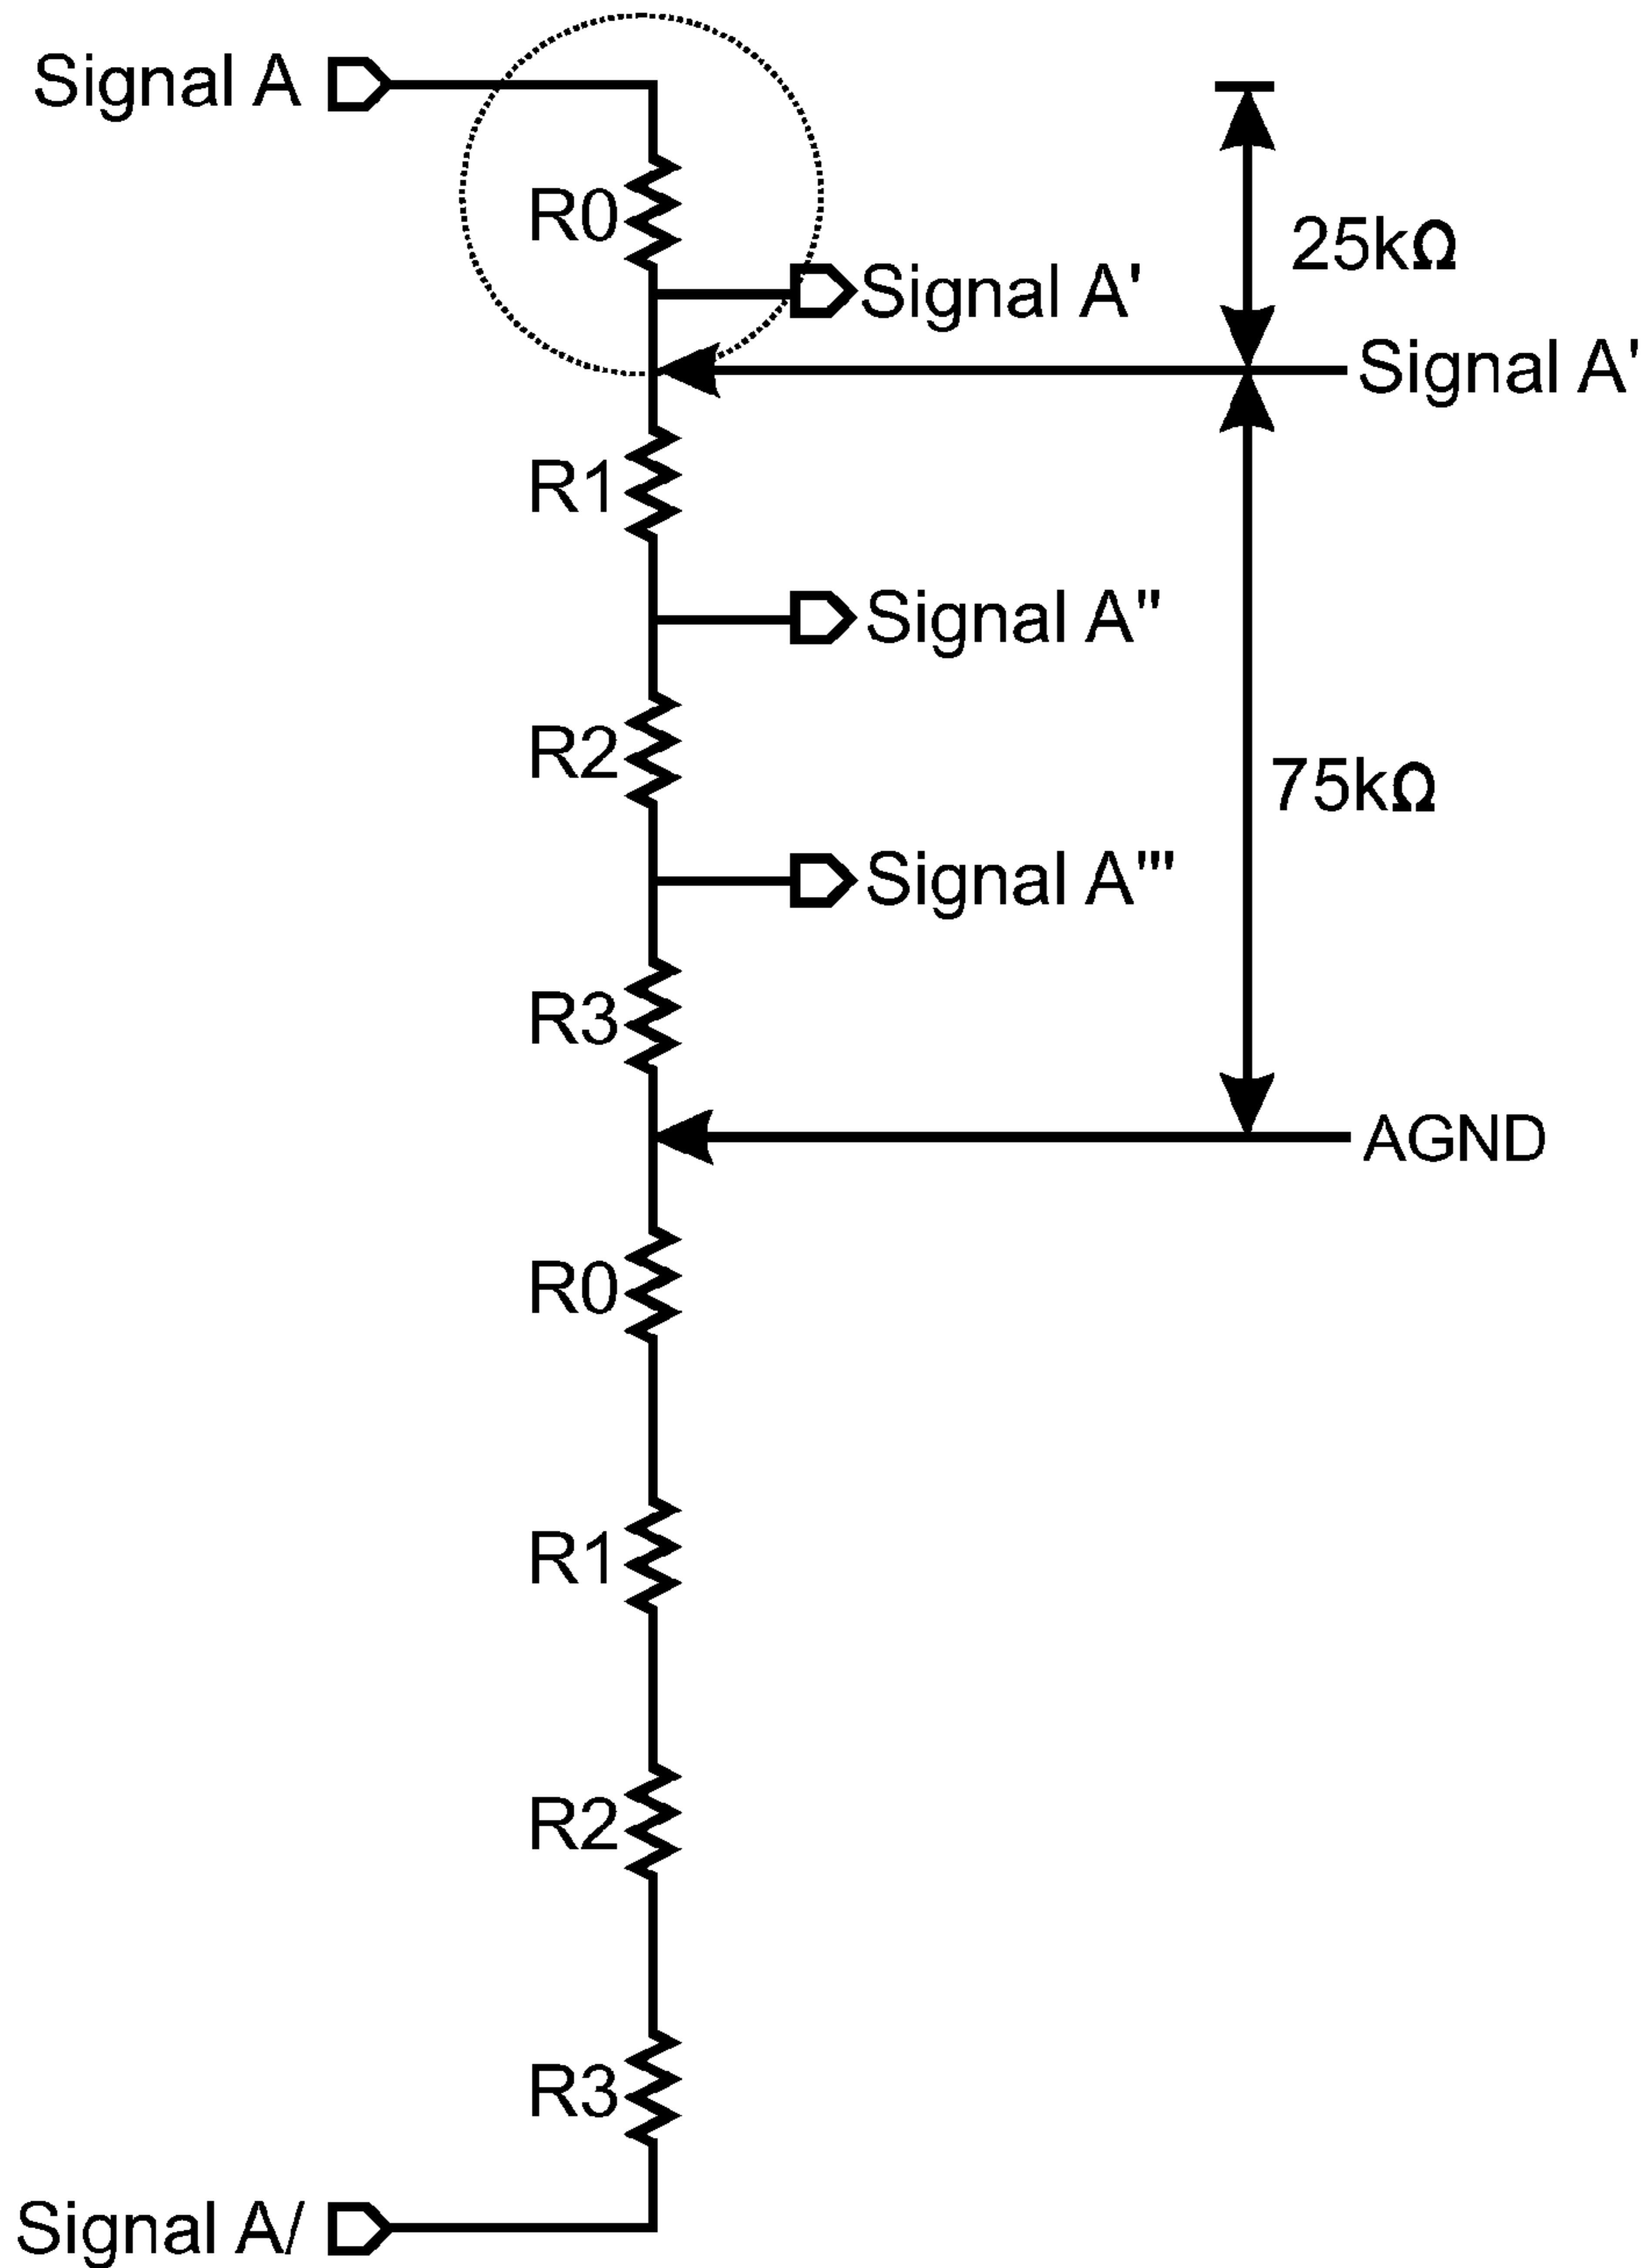 Signal A
R0
25kΩ
Signal A'
Signal A'
R1
Signal A"
R2
75kΩ
Signal A'"
R3
AGND
R0
R1
R2
R3
Signal A/